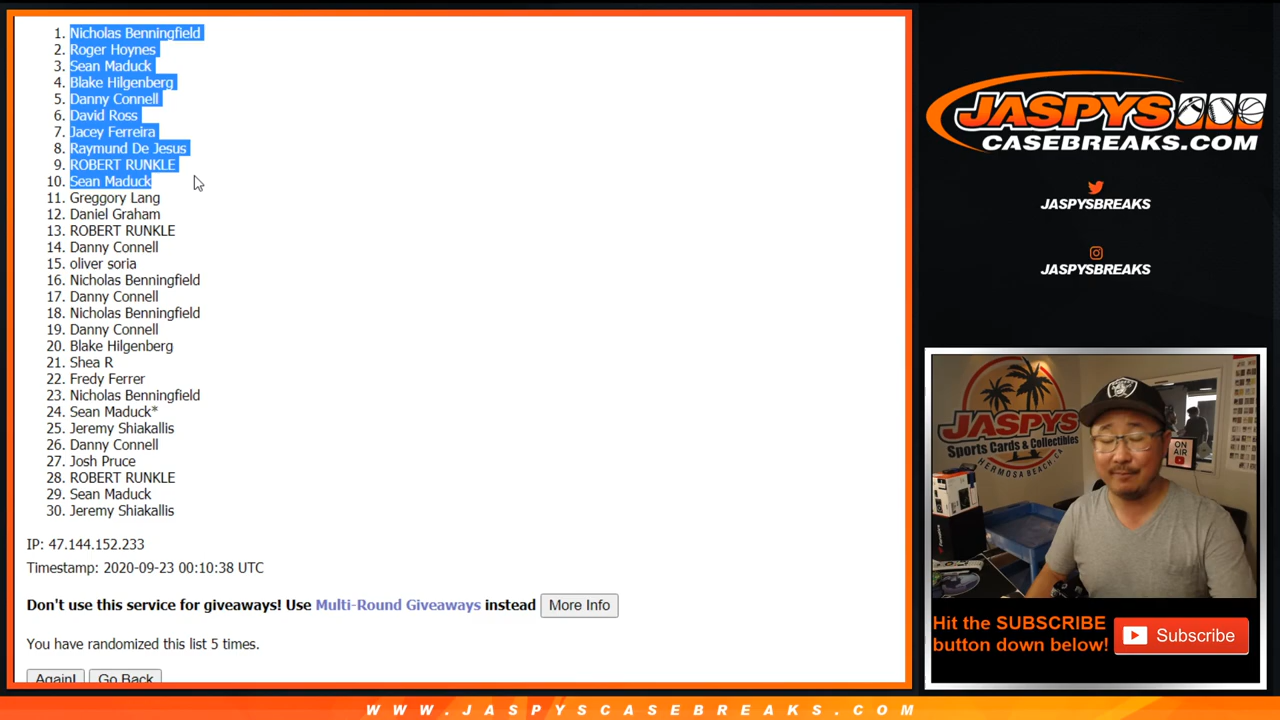 1. Nicholas Benningfield
2. Roger Hoynes
3. Sean Maduck
4. Blake Hilgenberg
5. Danny Connell
6. David Ross
7. Jacey Ferreira
8. Raymund De Jesus
9. ROBERT RUNKLE
10. Sean Maduck
11. Greggory Lang
12. Daniel Graham
13. ROBERT RUNKLE
14. Danny Connell
15. oliver soria
16. Nicholas Benningfield
17. Danny Connell
18. Nicholas Benningfield
19. Danny Connell
20. Blake Hilgenberg
21. Shea R
22. Fredy Ferrer
23. Nicholas Benningfield
24. Sean Maduck*
25. Jeremy Shiakallis
26. Danny Connell
27. Josh Pruce
28. ROBERT RUNKLE
29. Sean Maduck
30. Jeremy Shiakallis
IP: 47.144.152.233
Timestamp: 2020-09-23 00:10:38 UTC
Don't use this service for giveaways! Use Multi-Round Giveaways instead More Info
You have randomized this list 5 times.
Again! Go Back
JASPYS
CASEBREAKS.COM
JASPYSBREAKS
JASPYSBREAKS
JASPYS
Sports Cards & Collectibles
HERMOSA BEACH, CA
ON
AIR
Hit the SUBSCRIBE
button down below!
Subscribe
WWW.JASPYSCASEBREAKS.COM